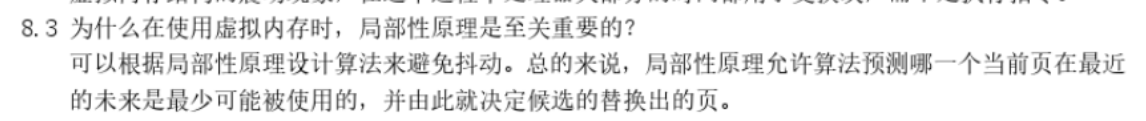 8.3 为什么在使用虚拟内存时，局部性原理是至关重要的？
可以根据局部性原理设计算法来避免抖动。总的来说，局部性原理允许算法预测哪一个当前页在最近
的未来是最少可能被使用的，并由此就决定候选的替换出的页。